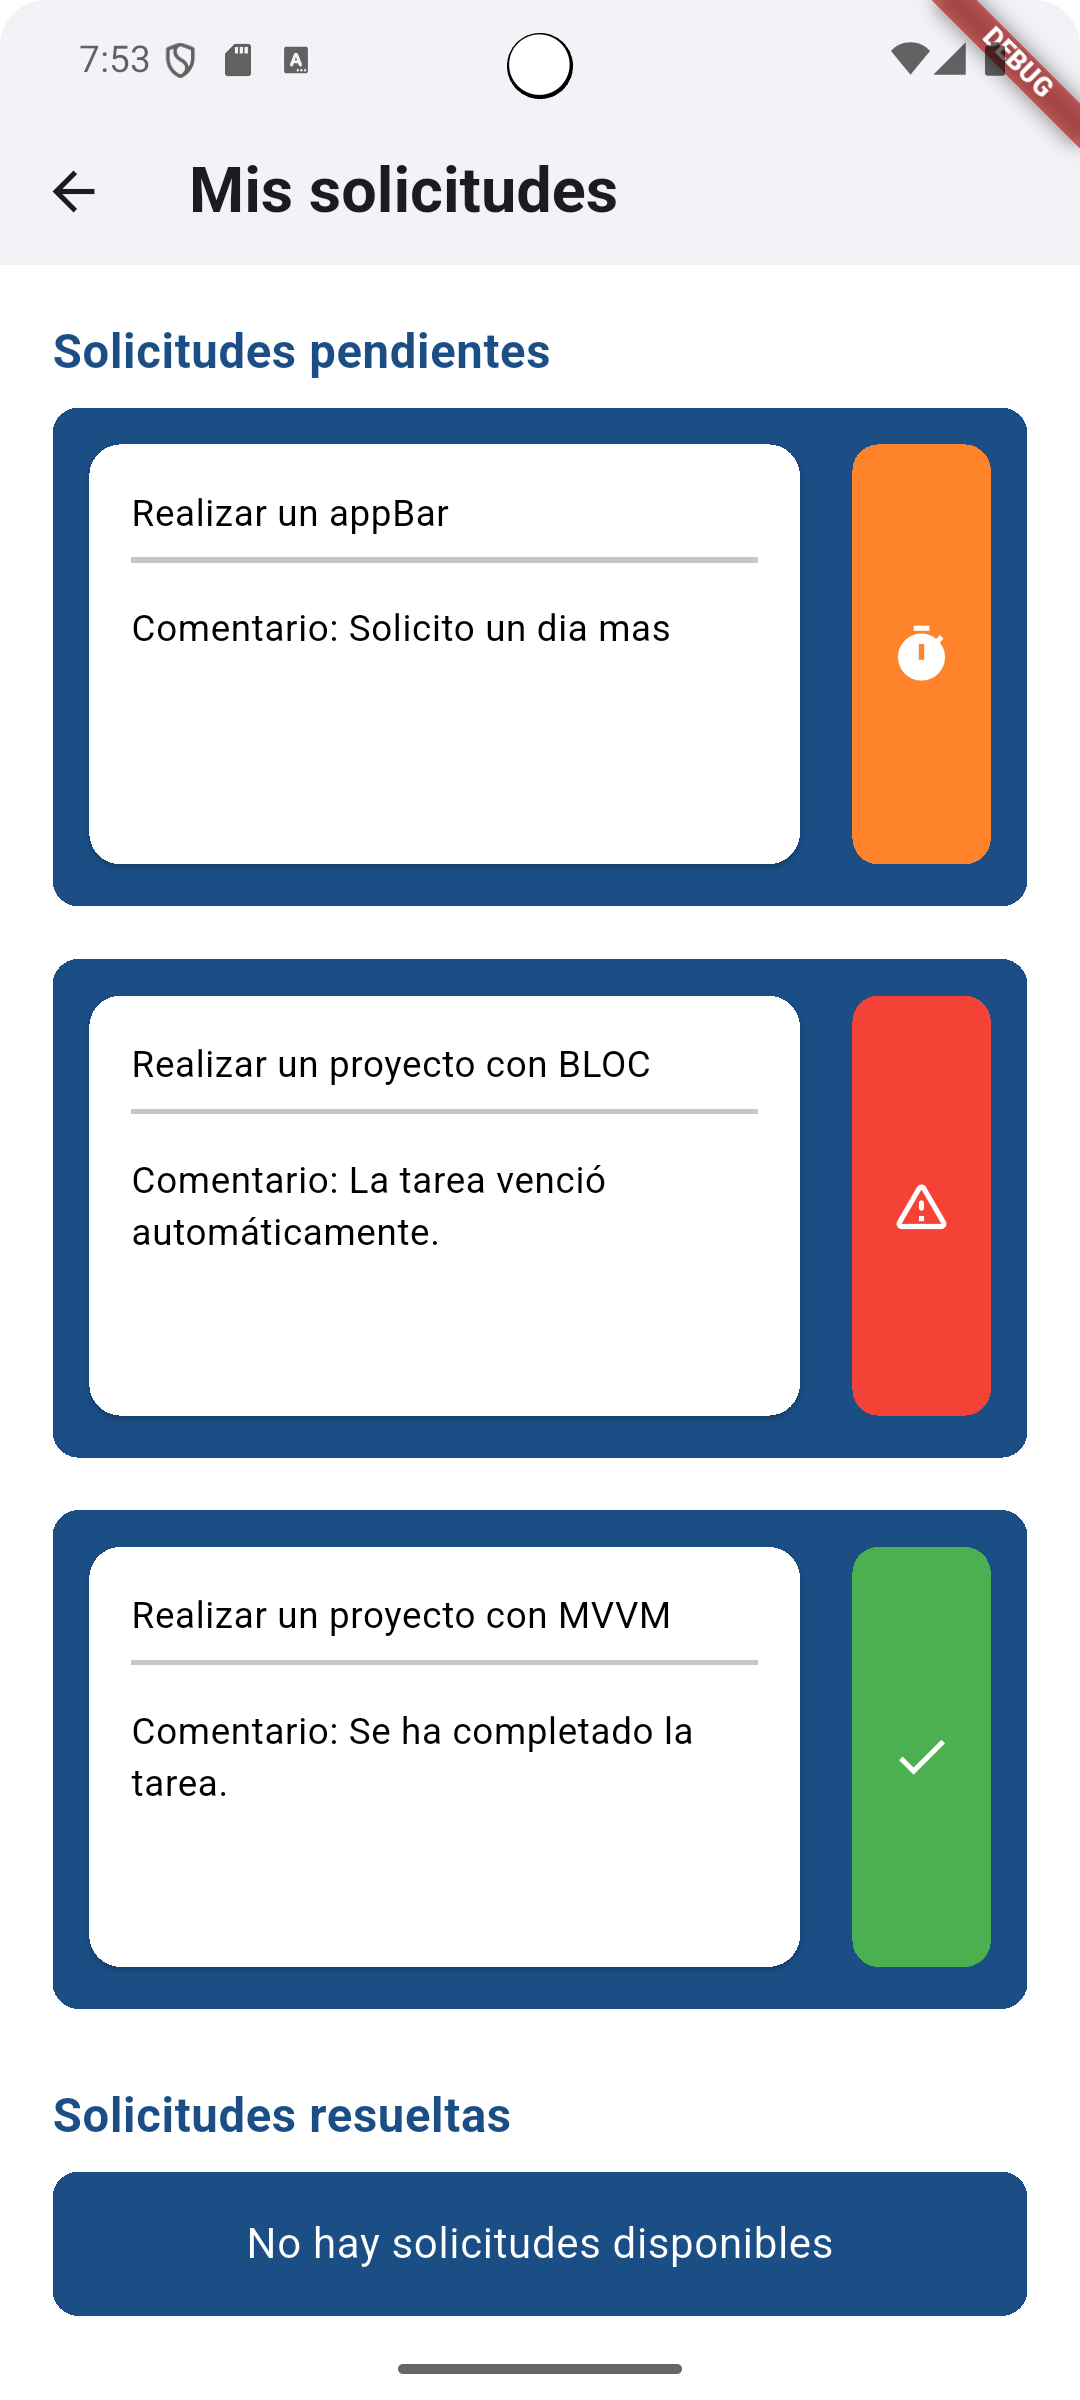 7:53
DEBUG
Mis solicitudes
Solicitudes pendientes
Realizar un appBar
Comentario: Solicito un dia mas
Realizar un proyecto con BLOC
Comentario: La tarea venció
automáticamente.
Realizar un proyecto con MVVM
Comentario: Se ha completado la
tarea.
Solicitudes resueltas
No hay solicitudes disponibles